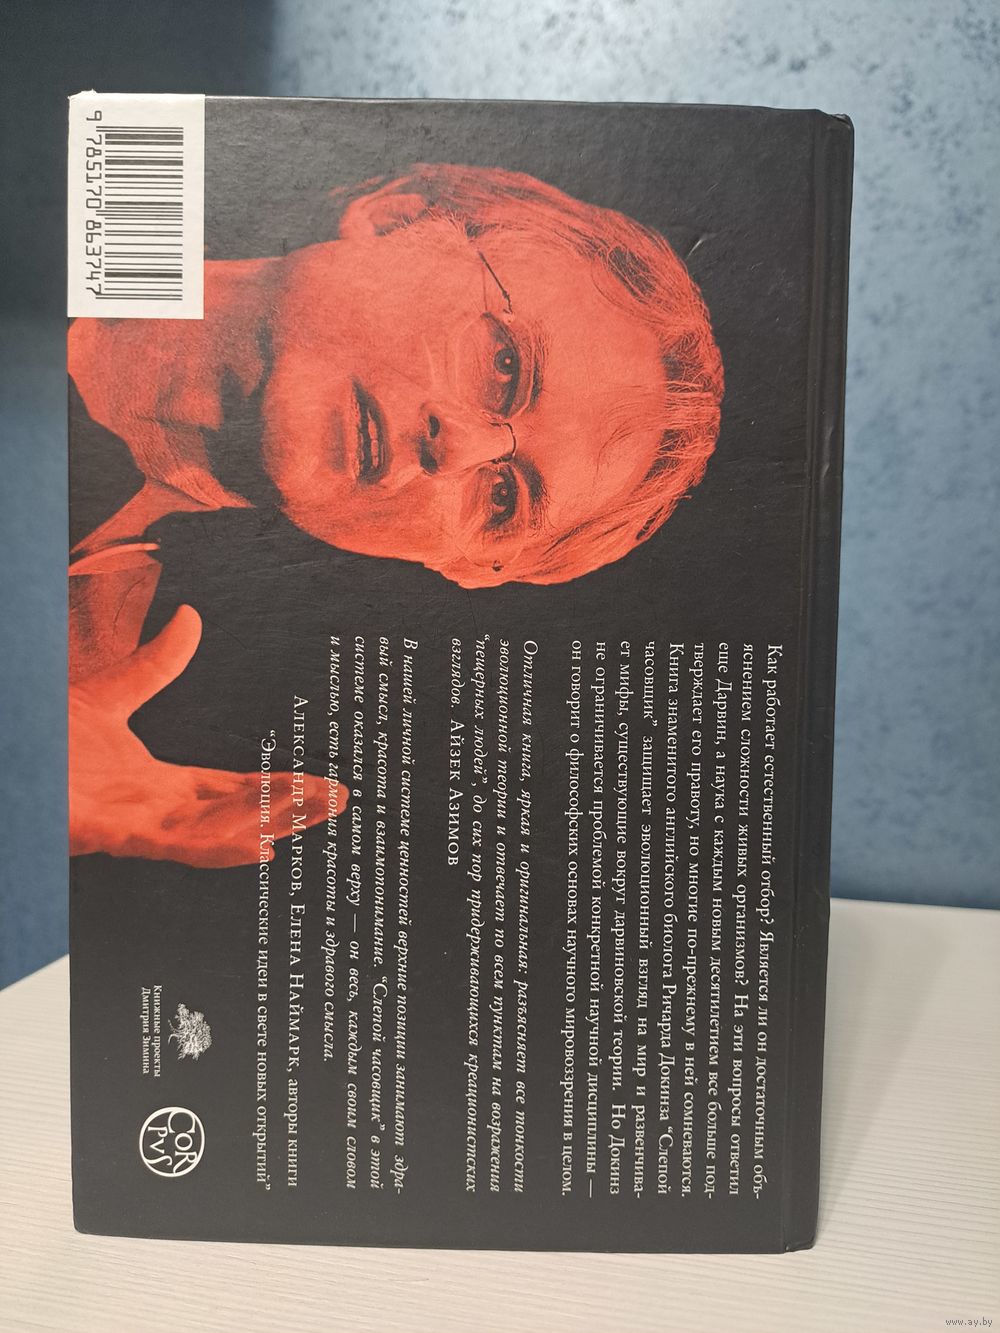 Как работает естественный отбор? Является ли он достаточным объ-
яснением сложности живых организмов? На эти вопросы ответил
еще Дарвин, а наука с каждым новым десятилетием все больше под-
тверждает его правоту, но многие по-прежнему в ней сомневаются.
Книга знаменитого английского биолога Ричарда Докинза “Слепой
часовщик” защищает эволюционный взгляд на мир и развенчива-
ет мифы, существующие вокруг дарвиновской теории. Но Докинз
не ограничивается проблемой конкретной научной дисциплины —
он говорит о философских основах научного мировоззрения в целом.
Отличная книга, яркая и оригинальная: разъясняет все тонкости
эволюционной теории и отвечает по всем пунктам на возражения
“пещерных людей”, до сих пор придерживающихся креационистских
взглядов. Айзек Азимов
В нашей личной системе ценностей верхние позиции занимают здра-
вый смысл, красота и взаимопонимание. “Слепой часовщик” в этой
системе оказался в самом верху — он весь, каждым своим словом
и мыслью, есть гармония красоты и здравого смысла.
Александр Марков, Елена Наймарк, авторы книги
“Эволюция. Классические идеи в свете новых открытий”
Книжные проекты
Дмитрия Зимина
COR
PVS
9 785170 863747
www.ay.by